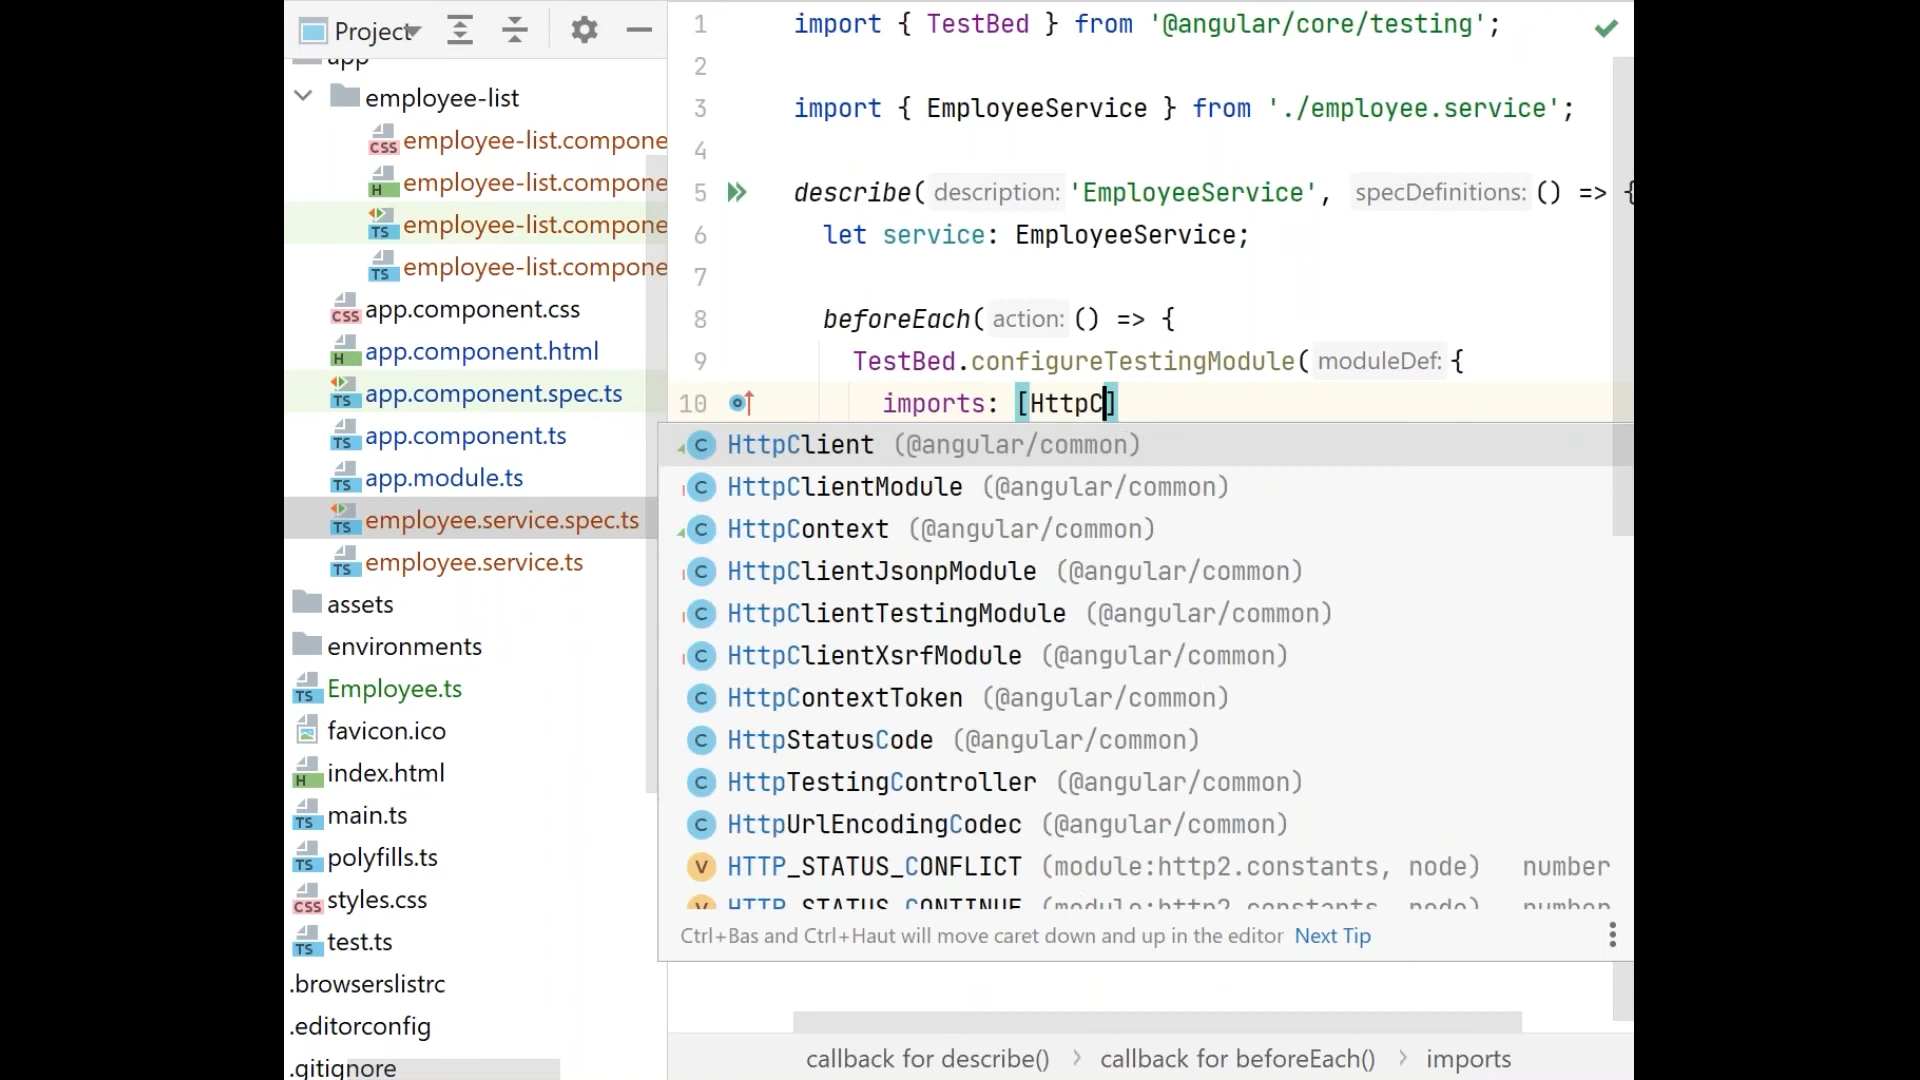 Project
app
employee-list
employee-list.compone
employee-list.compone
employee-list.compone
employee-list.compone
app.component.css
app.component.html
app.component.spec.ts
app.component.ts
app.module.ts
employee.service.spec.ts
employee.service.ts
assets
environments
Employee.ts
favicon.ico
index.html
main.ts
polyfills.ts
styles.css
test.ts
.browserslistrc
.editorconfig
.gitignore
1 import { TestBed } from '@angular/core/testing';
2
3 import { EmployeeService } from './employee.service';
4
5 describe( description: 'EmployeeService', specDefinitions: () => {
6 let service: EmployeeService;
7
8 beforeEach( action: () => {
9 TestBed.configureTestingModule( moduleDef: {
10 imports: [HttpC]
HttpClient (@angular/common)
HttpClientModule (@angular/common)
HttpContext (@angular/common)
HttpClientJsonpModule (@angular/common)
HttpClientTestingModule (@angular/common)
HttpClientXsrfModule (@angular/common)
HttpContextToken (@angular/common)
HttpStatusCode (@angular/common)
HttpTestingController (@angular/common)
HttpUrlEncodingCodec (@angular/common)
HTTP_STATUS_CONFLICT (module:http2.constants, node) number
HTTP_STATUS_CONTINUE (module:http2.constants, node) number
Ctrl+Bas and Ctrl+Haut will move caret down and up in the editor Next Tip
callback for describe() > callback for beforeEach() > imports